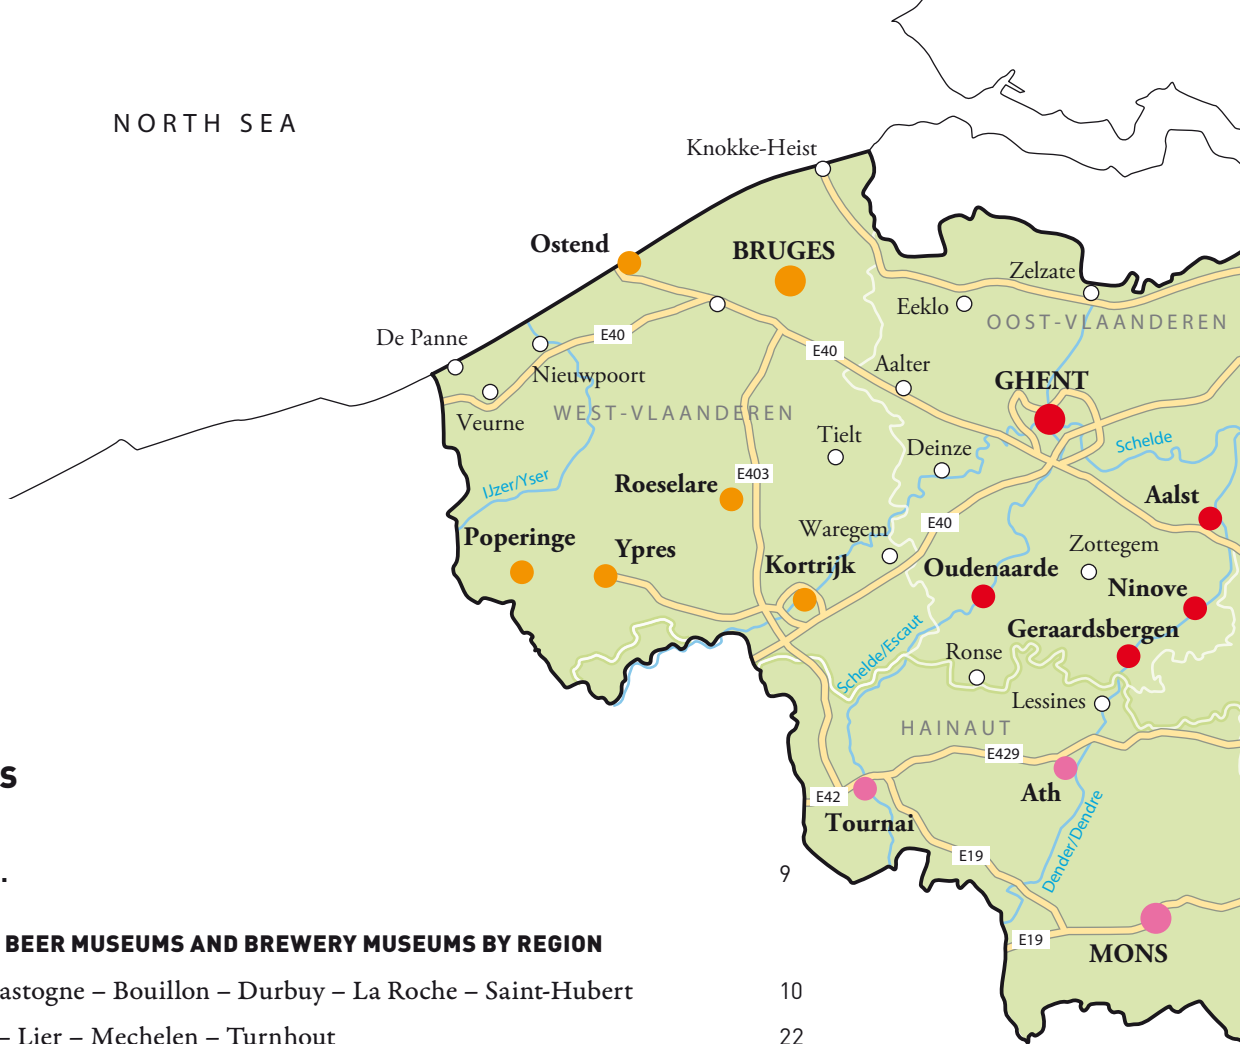 NORTH SEA
Knokke-Heist
Ostend
BRUGES
Zelzate
Eeklo
OOST-VLAANDEREN
De Panne
E40
E40
Aalter
Nieuwpoort
GHENT
Veurne
WEST-VLAANDEREN
Tielt
Deinze
Schelde
IJzer/Yser
Roeselare
E403
Aalst
Poperinge
Ypres
Waregem
E40
Zottegem
Kortrijk
Oudenaarde
Ninove
Geraardsbergen
Schelde/Escaut
Ronse
Lessines
HAINAUT
E429
S
Ath
E42
Tournai
Dender/Dendre
E19
. 9
BEER MUSEUMS AND BREWERY MUSEUMS BY REGION
E19
MONS
astogne – Bouillon – Durbuy – La Roche – Saint-Hubert 10
– Lier – Mechelen – Turnhout 22